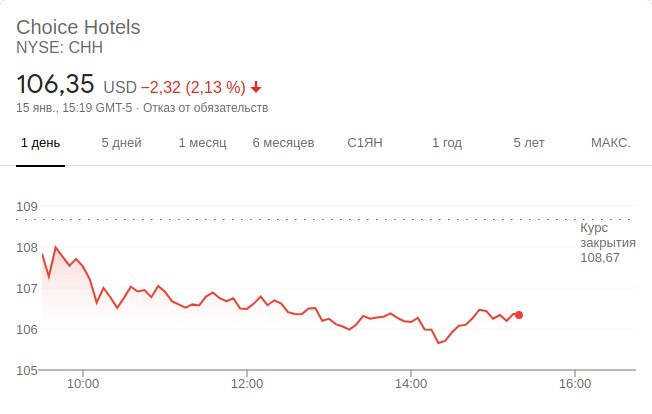 Choice Hotels
NYSE: CHH
106,35 USD −2,32 (2,13 %)
15 янв., 15:19 GMT-5 · Отказ от обязательств
1 день 5 дней 1 месяц 6 месяцев С1ЯН 1 год 5 лет МАКС.
109
108
107
106
105
Курс
закрытия
108,67
10:00 12:00 14:00 16:00